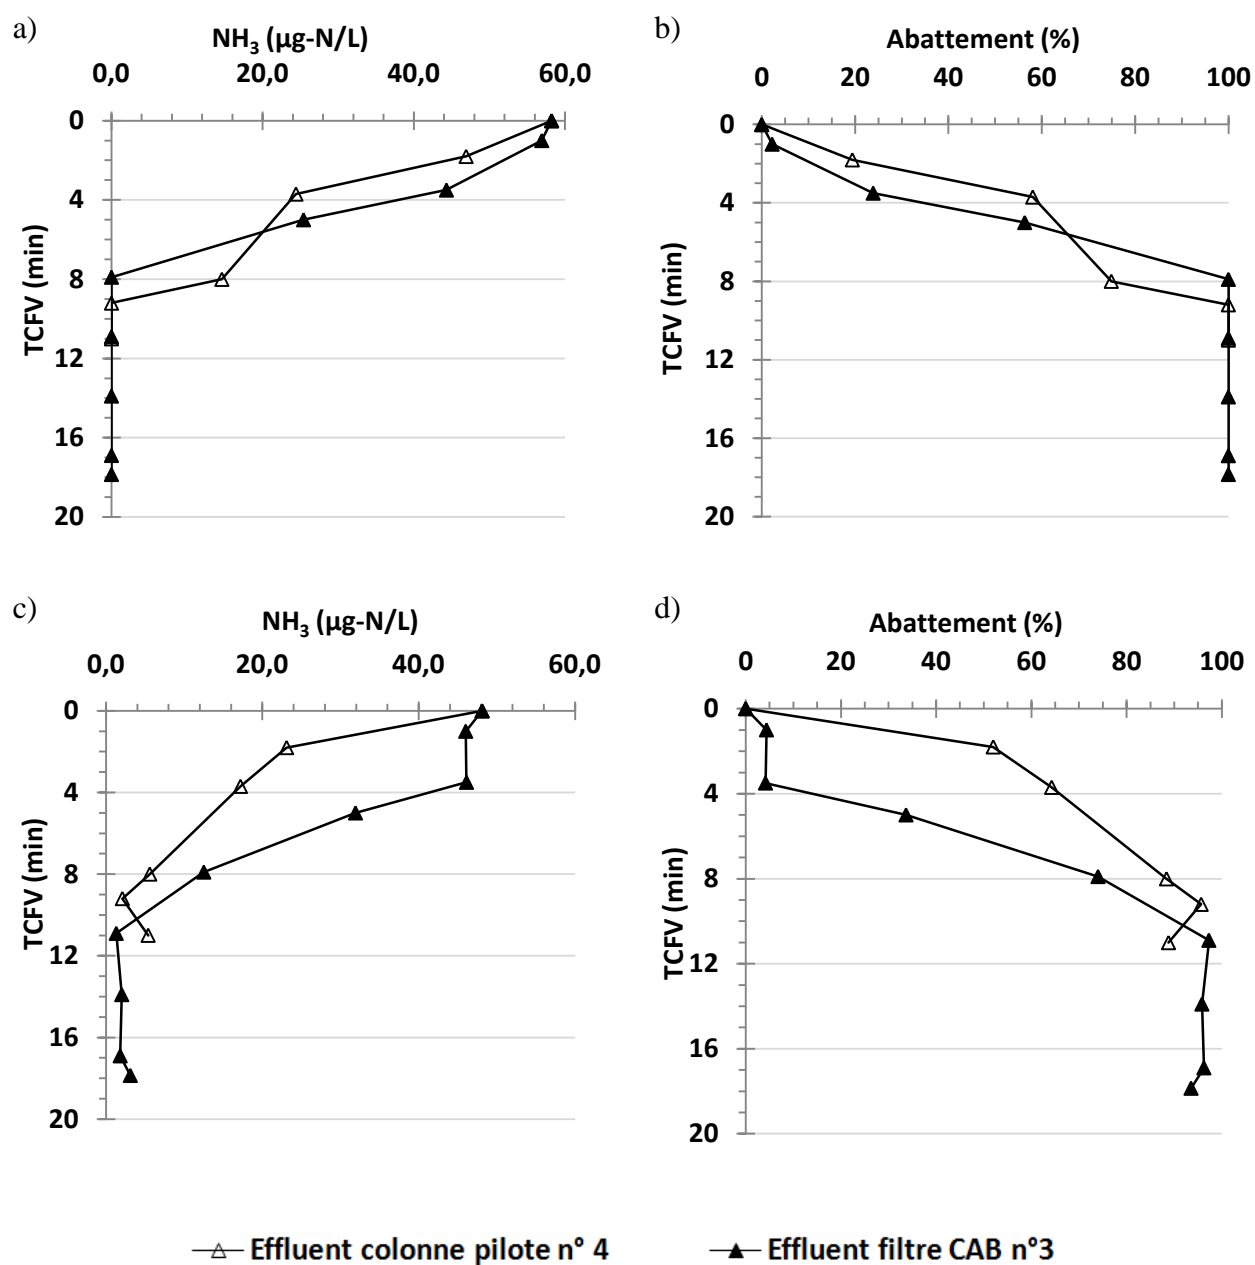 a)
NH₃ (µg-N/L)
0,0 20,0 40,0 60,0
0
4
8
12
16
20
TCFV (min)
b)
Abattement (%)
0 20 40 60 80 100
0
4
8
12
16
20
TCFV (min)
c)
NH₃ (µg-N/L)
0,0 20,0 40,0 60,0
0
4
8
12
16
20
TCFV (min)
d)
Abattement (%)
0 20 40 60 80 100
0
4
8
12
16
20
TCFV (min)
Effluent colonne pilote n° 4
Effluent filtre CAB n°3